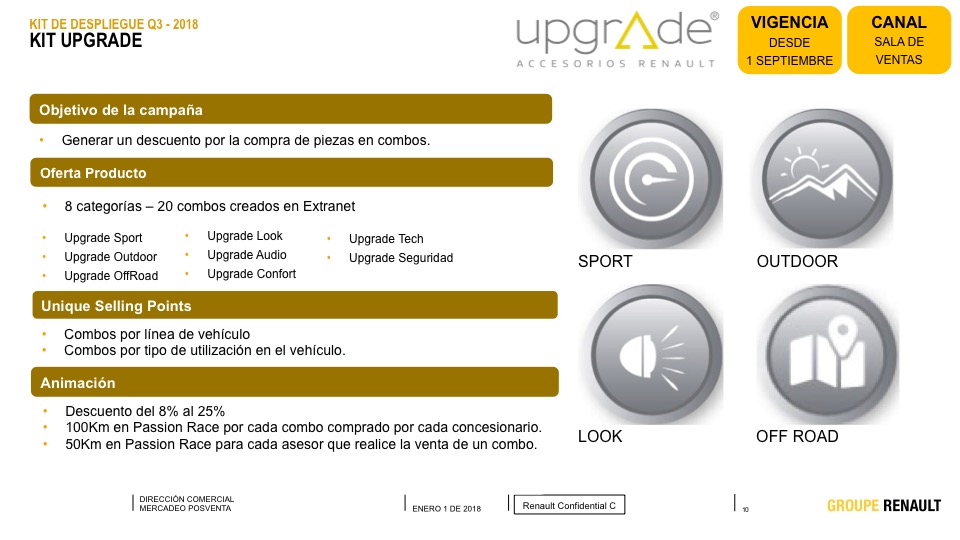 KIT DE DESPLIEGUE Q3 - 2018
KIT UPGRADE
upgrade®
ACCESORIOS RENAULT
VIGENCIA
DESDE
1 SEPTIEMBRE
CANAL
SALA DE
VENTAS
Objetivo de la campaña
• Generar un descuento por la compra de piezas en combos.
Oferta Producto
• 8 categorías – 20 combos creados en Extranet
• Upgrade Sport
• Upgrade Outdoor
• Upgrade OffRoad
• Upgrade Look
• Upgrade Audio
• Upgrade Confort
• Upgrade Tech
• Upgrade Seguridad
Unique Selling Points
• Combos por línea de vehículo
• Combos por tipo de utilización en el vehículo.
Animación
• Descuento del 8% al 25%
• 100Km en Passion Race por cada combo comprado por cada concesionario.
• 50Km en Passion Race para cada asesor que realice la venta de un combo.
SPORT
OUTDOOR
LOOK
OFF ROAD
DIRECCIÓN COMERCIAL
MERCADEO POSVENTA
ENERO 1 DE 2018
Renault Confidential C
10
GROUPE RENAULT